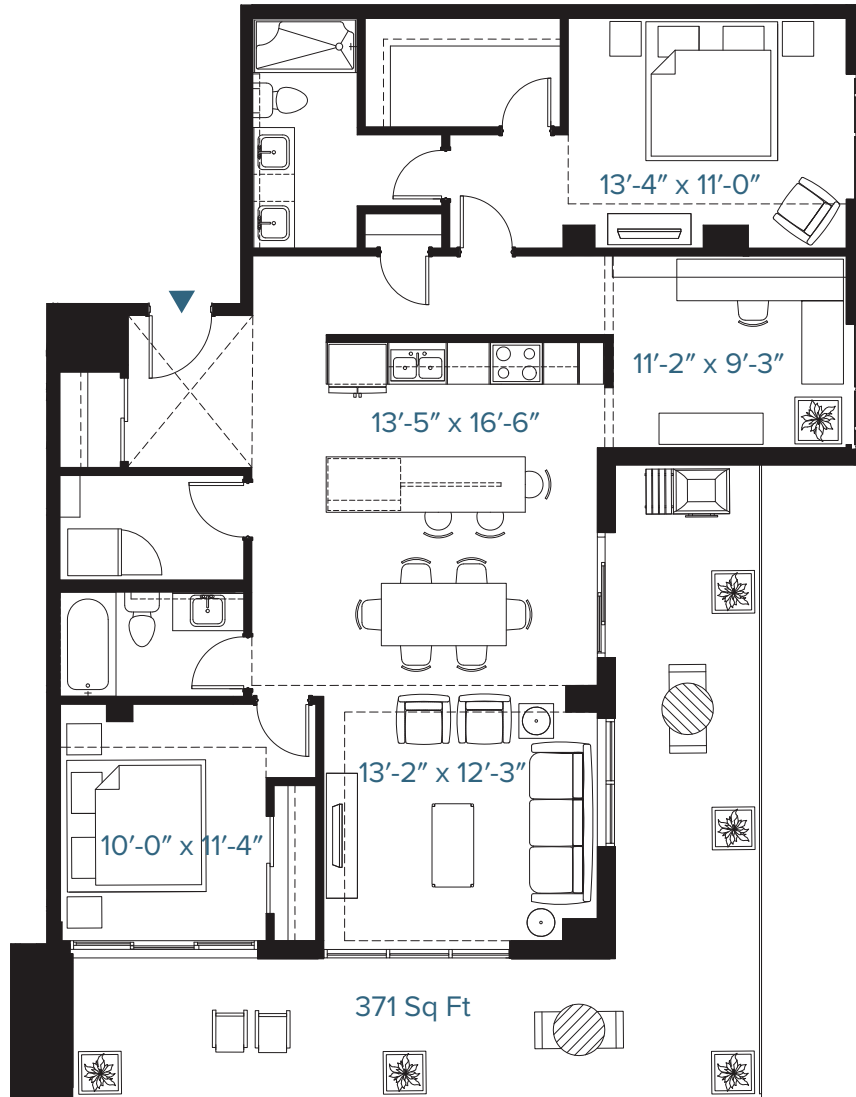 13′-4″ x 11′-0″
11′-2″ x 9′-3″
13′-5″ x 16′-6″
13′-2″ x 12′-3″
10′-0″ x 11′-4″
371 Sq Ft